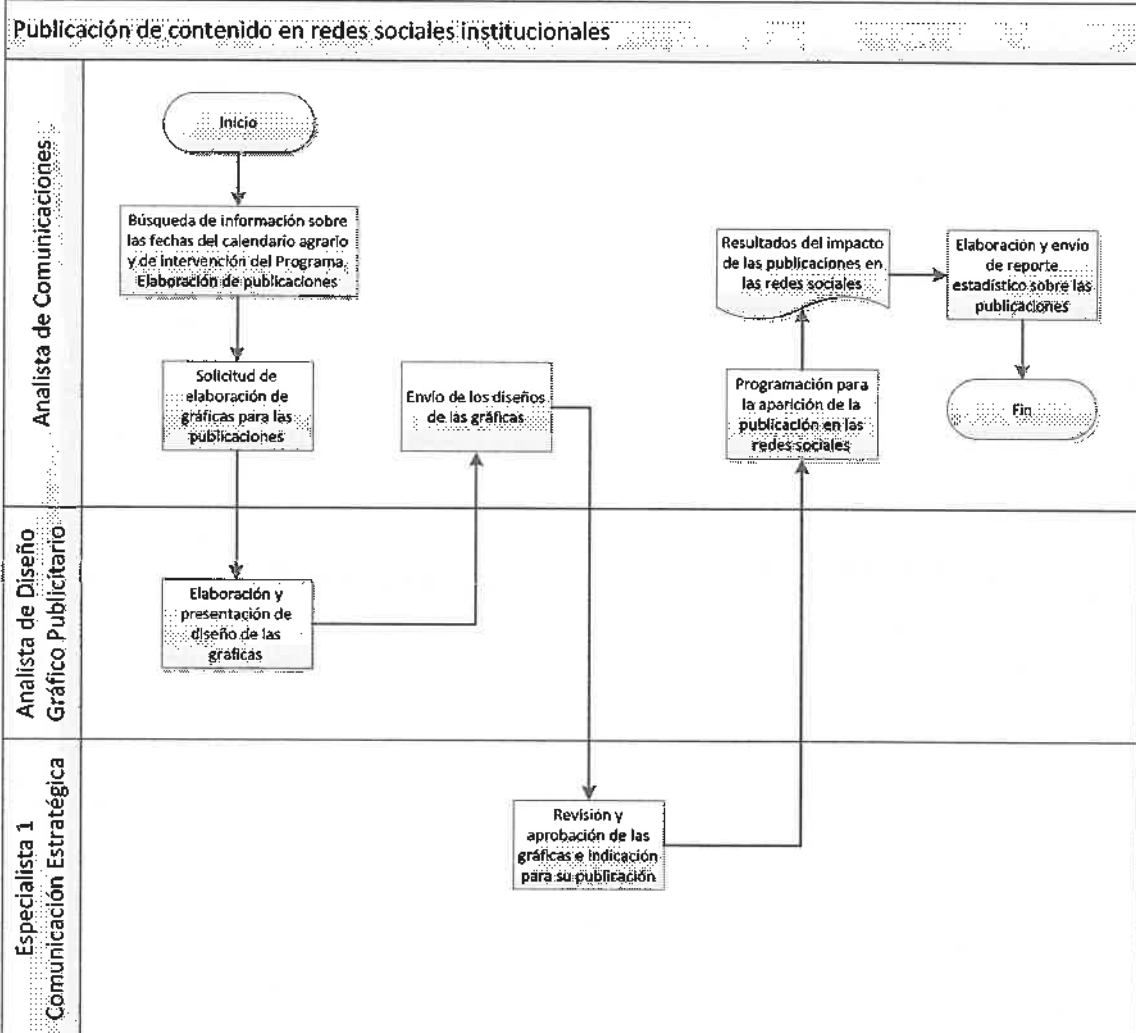 Publicación de contenido en redes sociales institucionales
Analista de Comunicaciones
Inicio
Búsqueda de información sobre
las fechas del calendario agrario
y de intervención del Programa.
Elaboración de publicaciones
Solicitud de
elaboración de
gráficas para las
publicaciones
Envío de los diseños
de las gráficas
Resultados del impacto
de las publicaciones en
las redes sociales
Elaboración y envío
de reporte
estadístico sobre las
publicaciones
Programación para
la aparición de la
publicación en las
redes sociales
Fin
Analista de Diseño
Gráfico Publicitario
Elaboración y
presentación de
diseño de las
gráficas
Especialista 1
Comunicación Estratégica
Revisión y
aprobación de las
gráficas e indicación
para su publicación